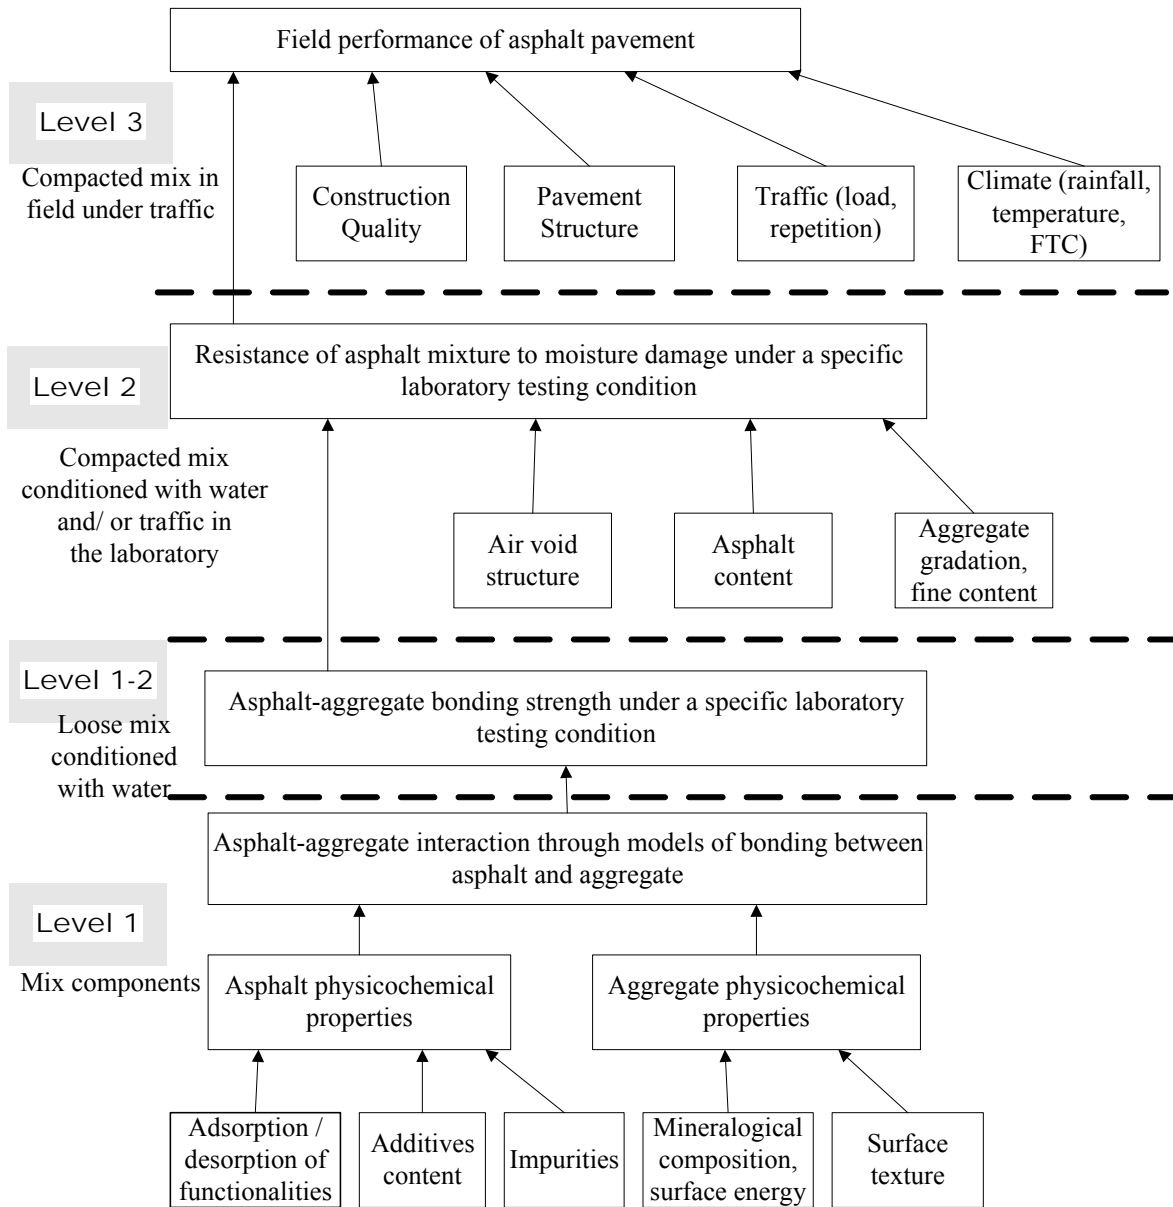 Field performance of asphalt pavement
Level 3
Compacted mix in
field under traffic
Construction
Quality
Pavement
Structure
Traffic (load,
repetition)
Climate (rainfall,
temperature,
FTC)
Resistance of asphalt mixture to moisture damage under a specific
laboratory testing condition
Level 2
Compacted mix
conditioned with water
and/ or traffic in
the laboratory
Air void
structure
Asphalt
content
Aggregate
gradation,
fine content
Level 1-2
Loose mix
conditioned
with water
Asphalt-aggregate bonding strength under a specific laboratory
testing condition
Asphalt-aggregate interaction through models of bonding between
asphalt and aggregate
Level 1
Mix components
Asphalt physicochemical
properties
Aggregate physicochemical
properties
Adsorption /
desorption of
functionalities
Additives
content
Impurities
Mineralogical
composition,
surface energy
Surface
texture